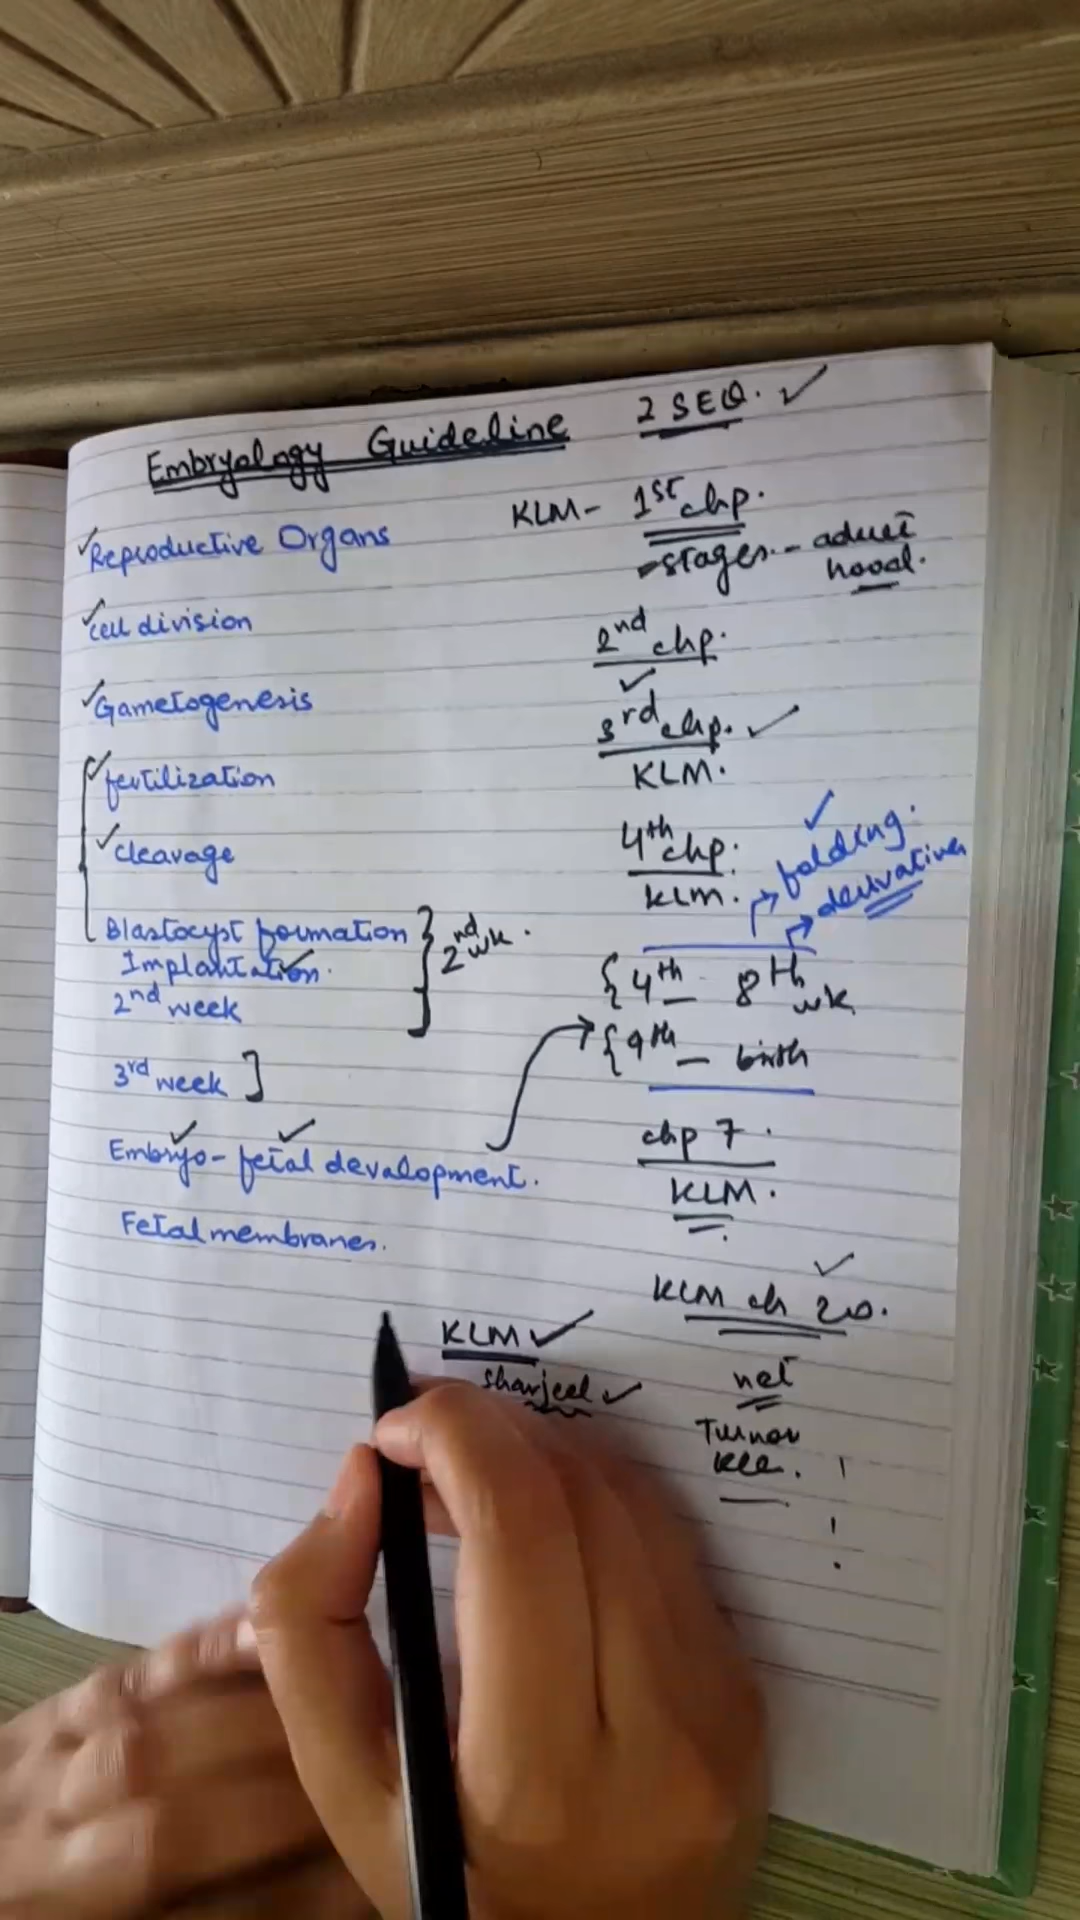 Embryology Guideline 2 SEQ.
Reproductive Organs
KLM - 1st chp.
stages. - adult
hood.
cell division
2nd chp.
Gametogenesis
3rd chp.
KLM.
fertilization
cleavage
4th chp.
KLM.
folding.
derivatives
Blastocyst formation
Implantation.
2nd week
2nd wk.
4th - 8th wk
9th - birth
3rd week
Embryo-fetal devalopment.
chp 7.
KLM.
Fetal membranes.
KLM ch 20.
KLM
sharjeel
net
Turner